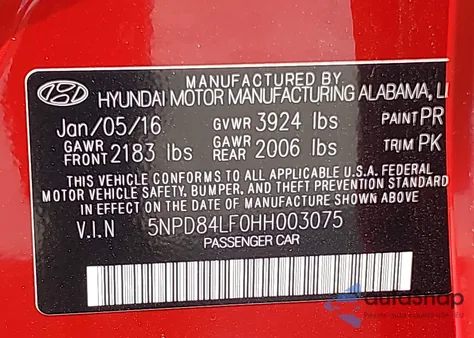 MANUFACTURED BY
HYUNDAI MOTOR MANUFACTURING ALABAMA,
Jan/05/16 GVWR 3924 lbs PAINT PR
GAWR FRONT 2183 lbs GAWR REAR 2006 lbs TRIM PK
THIS VEHICLE CONFORMS TO ALL APPLICABLE U.S.A. FEDERAL
MOTOR VEHICLE SAFETY, BUMPER, AND THEFT PREVENTION STANDARD
IN EFFECT ON THE DATE OF MANUFACTURE SHOWN ABOVE
V.I.N 5NPD84LF0HH003075
PASSENGER CAR
autoSnap